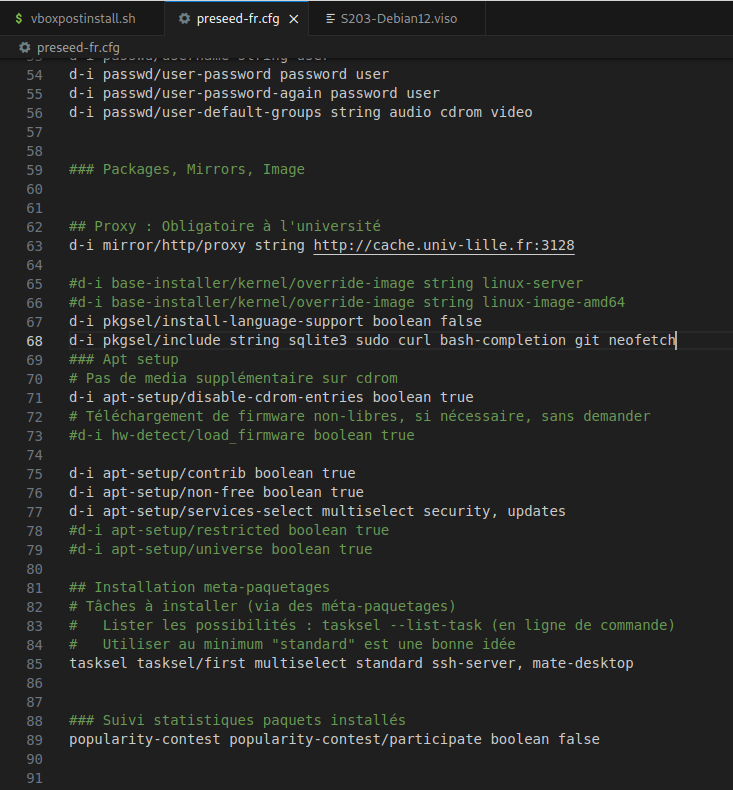 $ vboxpostinstall.sh preseed-fr.cfg × S203-Debian12.viso
preseed-fr.cfg
53 d-i passwd/username string user
54 d-i passwd/user-password password user
55 d-i passwd/user-password-again password user
56 d-i passwd/user-default-groups string audio cdrom video
57
58
59 ### Packages, Mirrors, Image
60
61
62 ## Proxy : Obligatoire à l'université
63 d-i mirror/http/proxy string http://cache.univ-lille.fr:3128
64
65 #d-i base-installer/kernel/override-image string linux-server
66 #d-i base-installer/kernel/override-image string linux-image-amd64
67 d-i pkgsel/install-language-support boolean false
68 d-i pkgsel/include string sqlite3 sudo curl bash-completion git neofetch
69 ### Apt setup
70 # Pas de media supplémentaire sur cdrom
71 d-i apt-setup/disable-cdrom-entries boolean true
72 # Téléchargement de firmware non-libres, si nécessaire, sans demander
73 #d-i hw-detect/load_firmware boolean true
74
75 d-i apt-setup/contrib boolean true
76 d-i apt-setup/non-free boolean true
77 d-i apt-setup/services-select multiselect security, updates
78 #d-i apt-setup/restricted boolean true
79 #d-i apt-setup/universe boolean true
80
81 ## Installation meta-paquetages
82 # Tâches à installer (via des méta-paquetages)
83 #   Lister les possibilités : tasksel --list-task (en ligne de commande)
84 #   Utiliser au minimum "standard" est une bonne idée
85 tasksel tasksel/first multiselect standard ssh-server, mate-desktop
86
87
88 ### Suivi statistiques paquets installés
89 popularity-contest popularity-contest/participate boolean false
90
91